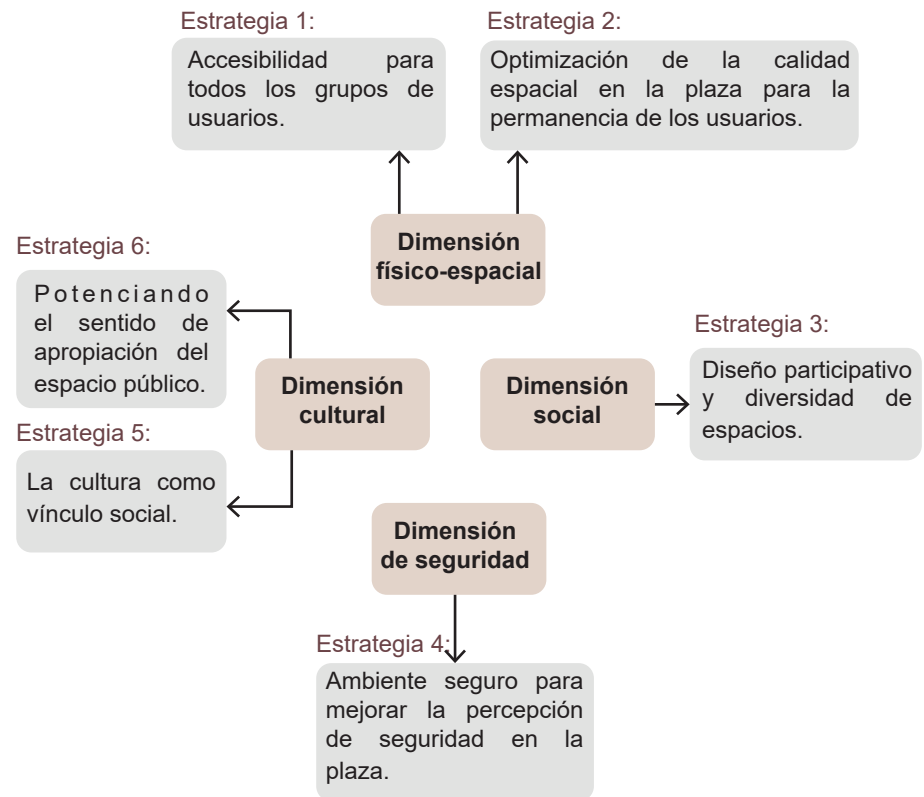 Estrategia 1:
Accesibilidad para
todos los grupos de
usuarios.
Estrategia 2:
Optimización de la calidad
espacial en la plaza para la
permanencia de los usuarios.
Dimensión
físico-espacial
Estrategia 6:
Potenciando
el sentido de
apropiación del
espacio público.
Dimensión
cultural
Dimensión
social
Estrategia 3:
Diseño participativo
y diversidad de
espacios.
Estrategia 5:
La cultura como
vínculo social.
Dimensión
de seguridad
Estrategia 4:
Ambiente seguro para
mejorar la percepción
de seguridad en la
plaza.